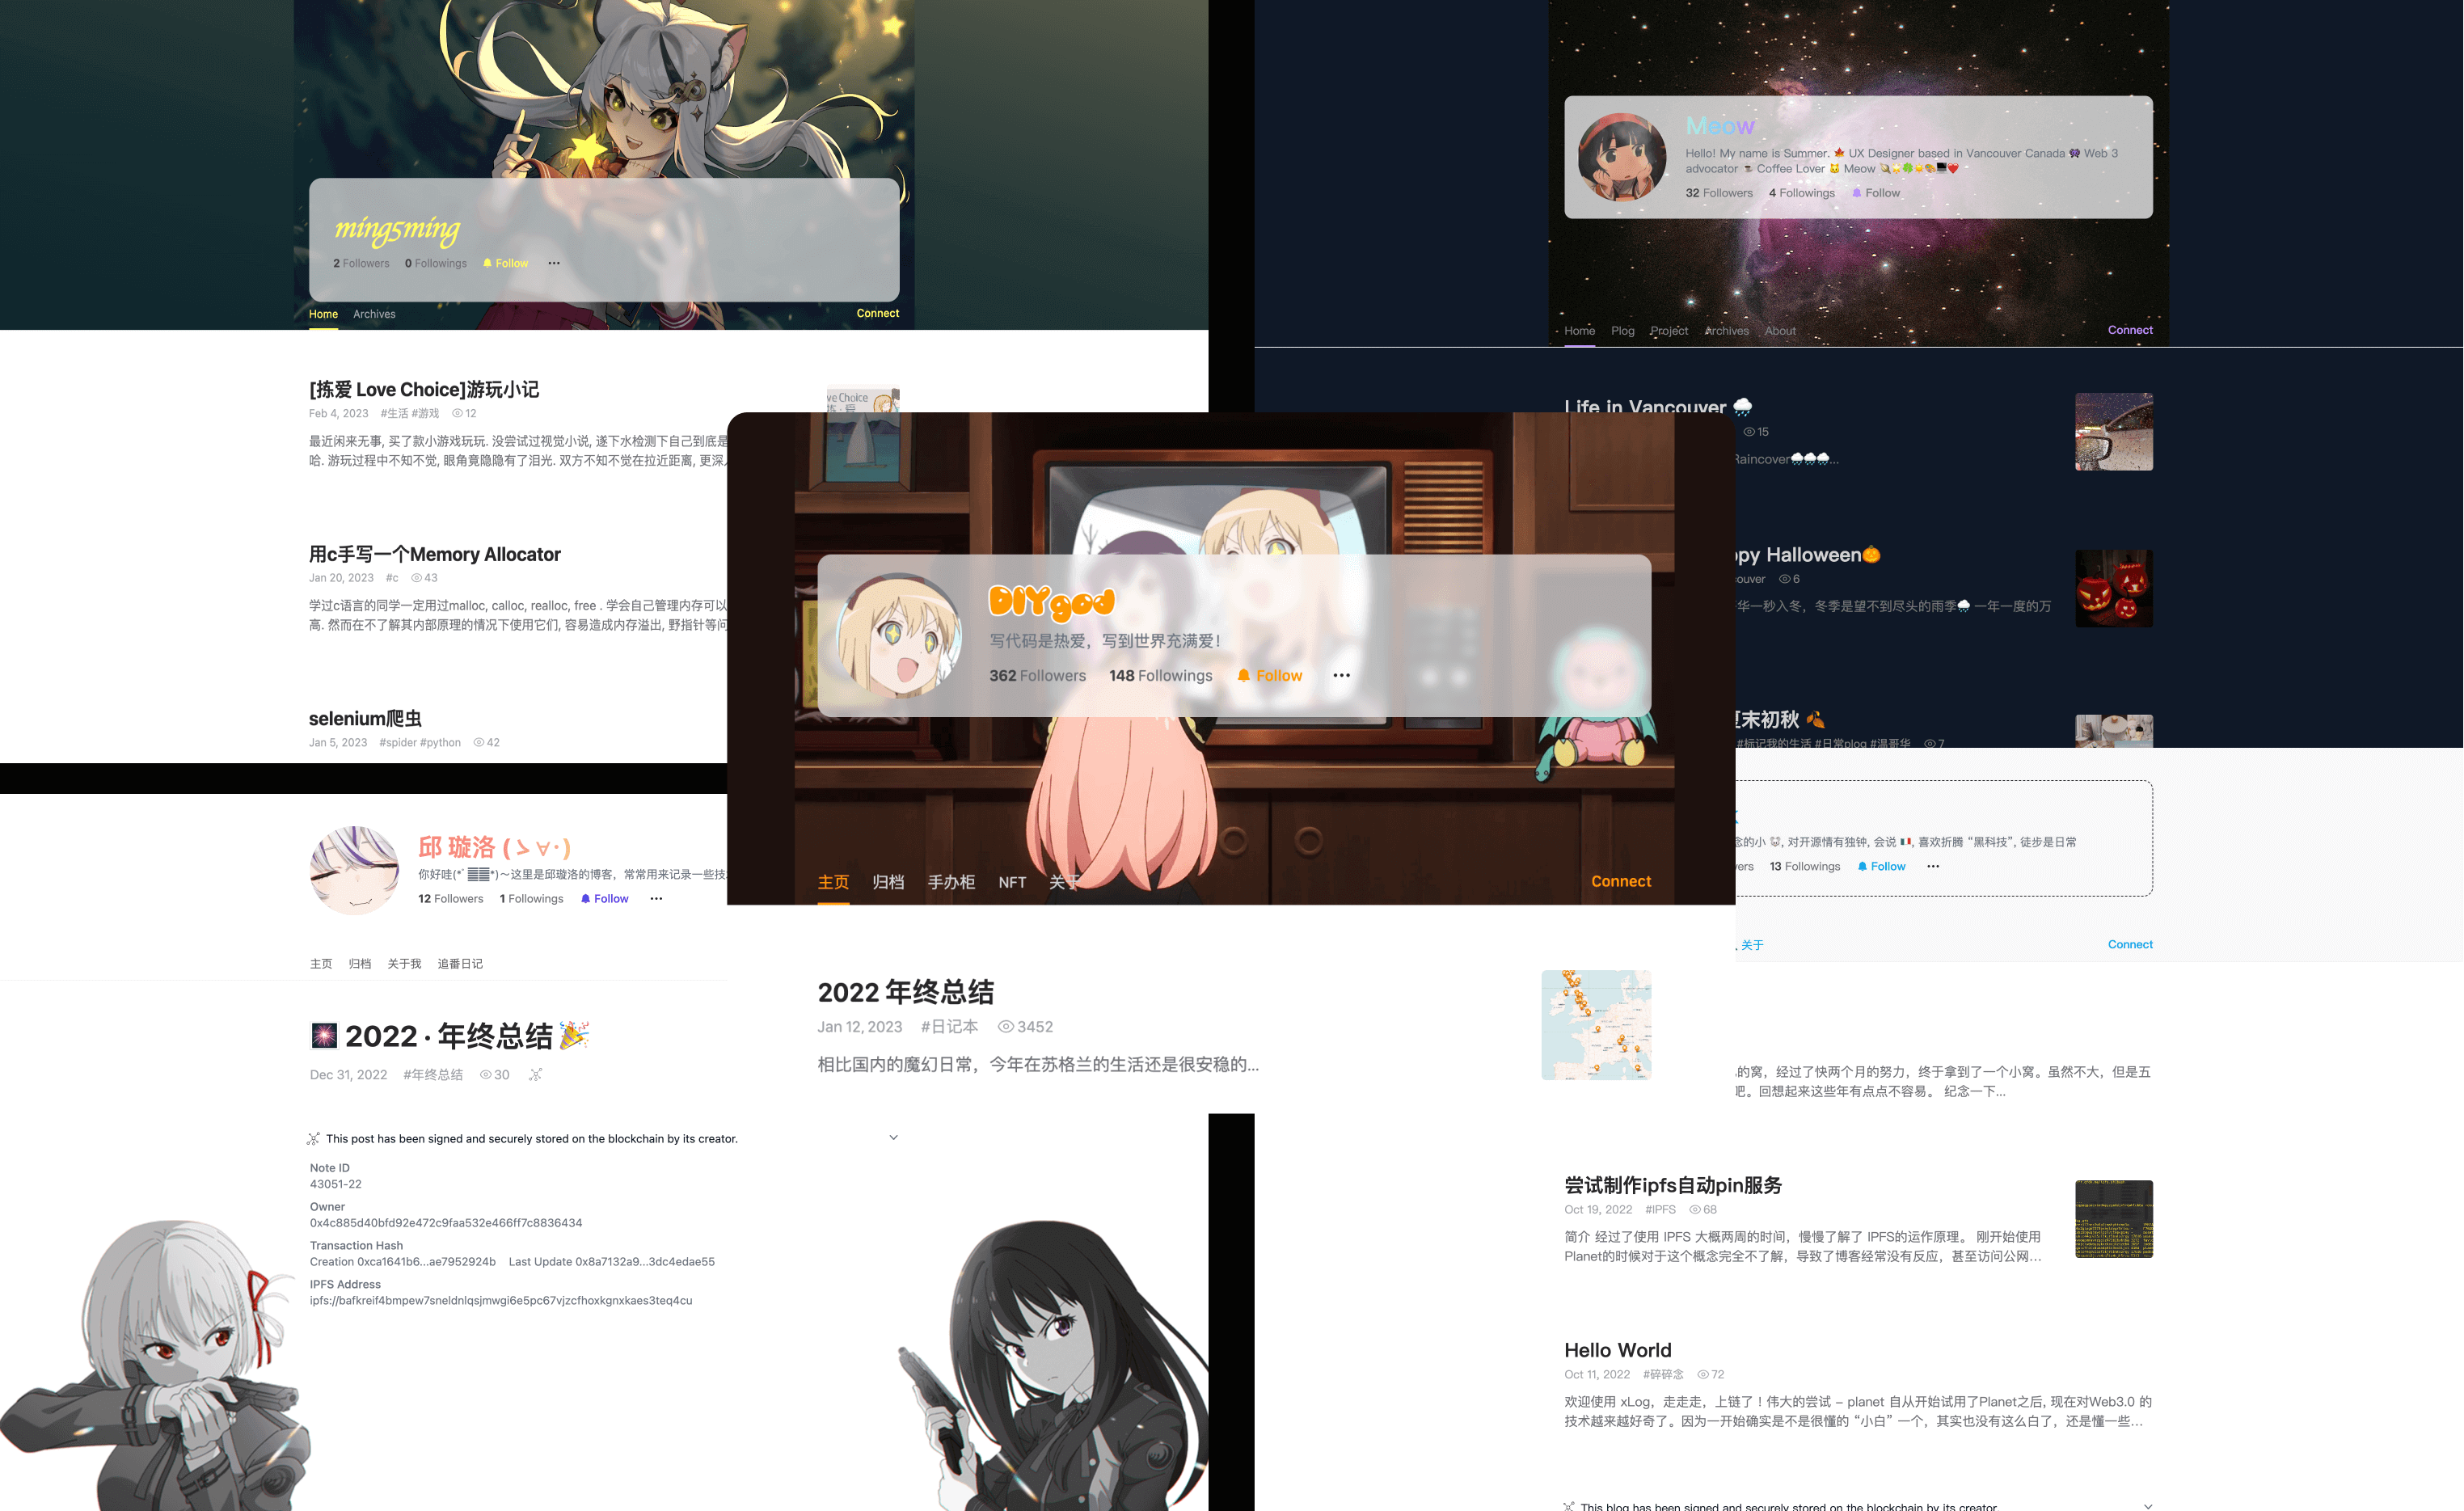 ming5ming
2 Followers 0 Followings Follow ···
Home Archives Connect
[拣爱 Love Choice]游玩小记
Feb 4, 2023 #生活 #游戏 12
最近闲来无事, 买了款小游戏玩玩. 没尝试过视觉小说, 遂下水检测下自己到底是
哈. 游玩过程中不知不觉, 眼角竟隐隐有了泪光. 双方不知不觉在拉近距离, 更深
用c手写一个Memory Allocator
Jan 20, 2023 #c 43
学过c语言的同学一定用过malloc, calloc, realloc, free . 学会自己管理内存可以
高. 然而在不了解其内部原理的情况下使用它们, 容易造成内存溢出, 野指针等问
selenium爬虫
Jan 5, 2023 #spider #python 42
Meow
Hello! My name is Summer. 🍁 UX Designer based in Vancouver Canada Web 3
advocator ☕ Coffee Lover 🐱 Meow
32 Followers 4 Followings Follow
Home Plog Project Archives About Connect
Life in Vancouver 🌧
15
Raincover🌧🌧🌧...
ppy Halloween🎃
ouver 6
华一秒入冬，冬季是望不到尽头的雨季🌧 一年一度的万
夏末初秋 🍂
#标记我的生活 #日常plog #温哥华 7
DIYgod
写代码是热爱，写到世界充满爱！
362 Followers 148 Followings Follow ···
主页 归档 手办柜 NFT 关于 Connect
2022 年终总结
Jan 12, 2023 #日记本 3452
相比国内的魔幻日常，今年在苏格兰的生活还是很安稳的...
邱 璇洛 (ゝ∀･)
你好哇(*ﾟ▓▓*)～这里是邱璇洛的博客，常常用来记录一些技
12 Followers 1 Followings Follow ···
主页 归档 关于我 追番日记
🎆 2022 · 年终总结🎉
Dec 31, 2022 #年终总结 30
This post has been signed and securely stored on the blockchain by its creator.
Note ID
43051-22
Owner
0x4c885d40bfd92e472c9faa532e466ff7c8836434
Transaction Hash
Creation 0xca1641b6...ae7952924b Last Update 0x8a7132a9...3dc4edae55
IPFS Address
ipfs://bafkreif4bmpew7sneldnlqsjmwgi6e5pc67vjzcfhoxkgnxkaes3teq4cu
念的小 🐭, 对开源情有独钟, 会说 🇲🇽, 喜欢折腾 “黑科技”, 徒步是日常
ers 13 Followings Follow ···
关于 Connect
的窝，经过了快两个月的努力，终于拿到了一个小窝。虽然不大，但是五
吧。回想起来这些年有点点不容易。 纪念一下...
尝试制作ipfs自动pin服务
Oct 19, 2022 #IPFS 68
简介 经过了使用 IPFS 大概两周的时间，慢慢了解了 IPFS的运作原理。 刚开始使用
Planet的时候对于这个概念完全不了解，导致了博客经常没有反应，甚至访问公网...
Hello World
Oct 11, 2022 #碎碎念 72
欢迎使用 xLog，走走走，上链了！伟大的尝试 – planet 自从开始试用了Planet之后, 现在对Web3.0 的
技术越来越好奇了。因为一开始确实是不是很懂的 “小白” 一个，其实也没有这么白了，还是懂一些...
This blog has been signed and securely stored on the blockchain by its creator.